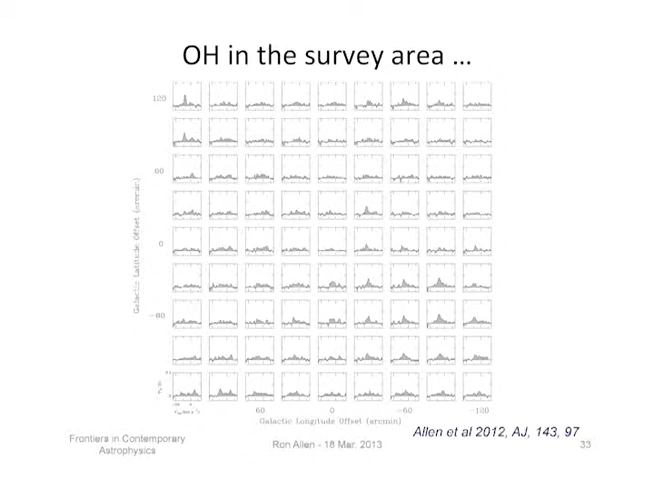 OH in the survey area ...
120
60
0
-60
Galactic Latitude Offset (arcmin)
60
0
-60
-120
Galactic Longitude Offset (arcmin)
Allen et al 2012, AJ, 143, 97
Frontiers in Contemporary
Astrophysics
Ron Allen - 18 Mar. 2013
33